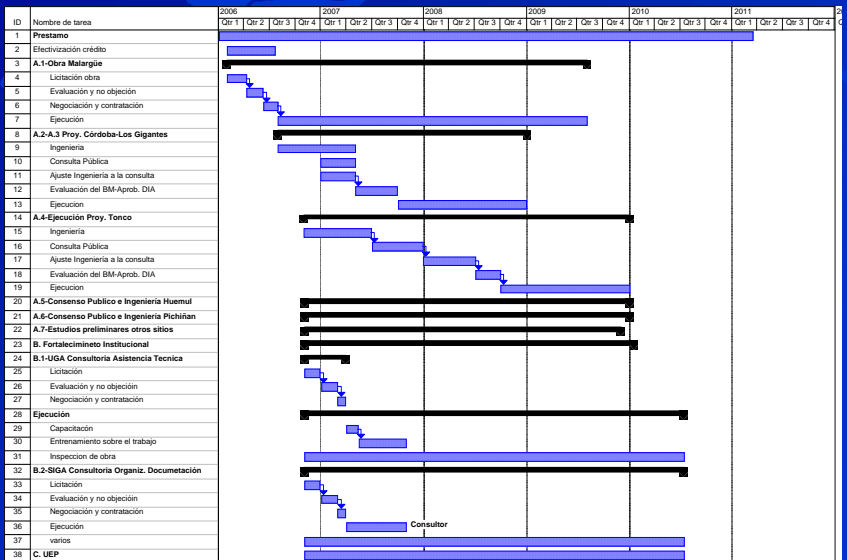 2006 2007 2008 2009 2010 2011 20
ID Nombre de tarea Qtr 1 Qtr 2 Qtr 3 Qtr 4 Qtr 1 Qtr 2 Qtr 3 Qtr 4 Qtr 1 Qtr 2 Qtr 3 Qtr 4 Qtr 1 Qtr 2 Qtr 3 Qtr 4 Qtr 1 Qtr 2 Qtr 3 Qtr 4 Qtr 1 Qtr 2 Qtr 3 Qtr 4 Q
1 Prestamo
2 Efectivización crédito
3 A.1-Obra Malargüe
4 Licitación obra
5 Evaluación y no objeción
6 Negociación y contratación
7 Ejecución
8 A.2-A.3 Proy. Córdoba-Los Gigantes
9 Ingenieria
10 Consulta Pública
11 Ajuste Ingeniería a la consulta
12 Evaluación del BM-Aprob. DIA
13 Ejecucion
14 A.4-Ejecución Proy. Tonco
15 Ingeniería
16 Consulta Pública
17 Ajuste Ingeniería a la consulta
18 Evaluación del BM-Aprob. DIA
19 Ejecucion
20 A.5-Consenso Publico e Ingeniería Huemul
21 A.6-Consenso Publico e Ingeniería Pichiñan
22 A.7-Estudios preliminares otros sitios
23 B. Fortalecimineto Institucional
24 B.1-UGA Consultoria Asistencia Tecnica
25 Licitación
26 Evaluación y no objeción
27 Negociación y contratación
28 Ejecución
29 Capacitacón
30 Entrenamiento sobre el trabajo
31 Inspeccion de obra
32 B.2-SIGA Consultoria Organiz. Documetación
33 Licitación
34 Evaluación y no objeción
35 Negociación y contratación
36 Ejecución Consultor
37 varios
38 C. UEP